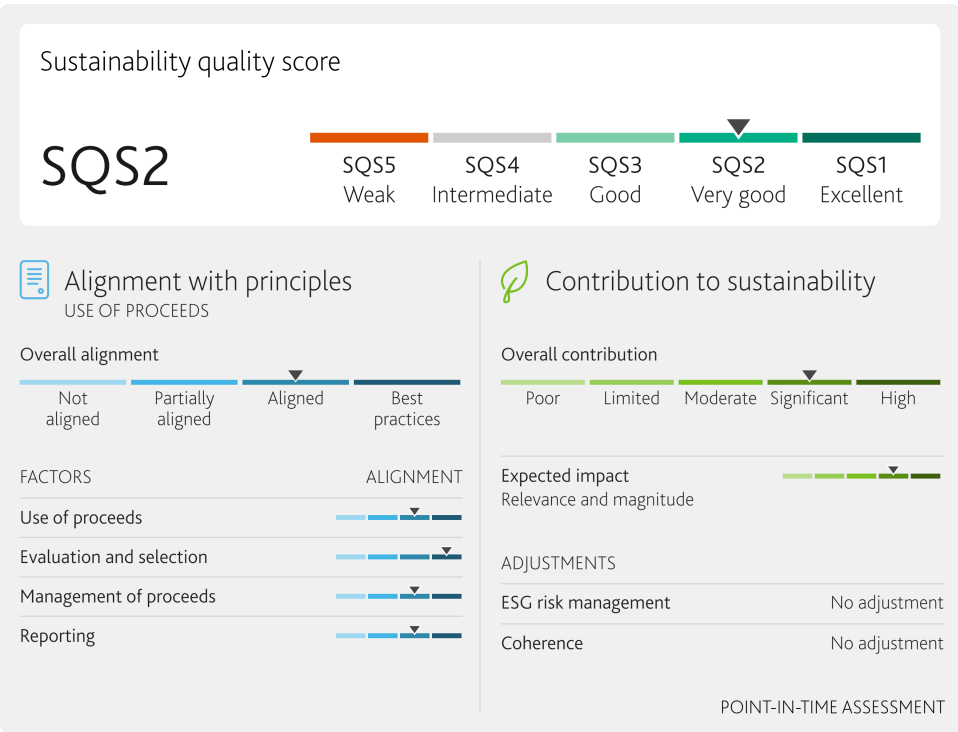 Sustainability quality score
SQS2
SQS5 SQS4 SQS3 SQS2 SQS1
Weak Intermediate Good Very good Excellent
Alignment with principles
USE OF PROCEEDS
Overall alignment
Not aligned
Partially aligned
Aligned
Best practices
FACTORS ALIGNMENT
Use of proceeds
Evaluation and selection
Management of proceeds
Reporting
Contribution to sustainability
Overall contribution
Poor Limited Moderate Significant High
Expected impact
Relevance and magnitude
ADJUSTMENTS
ESG risk management No adjustment
Coherence No adjustment
POINT-IN-TIME ASSESSMENT